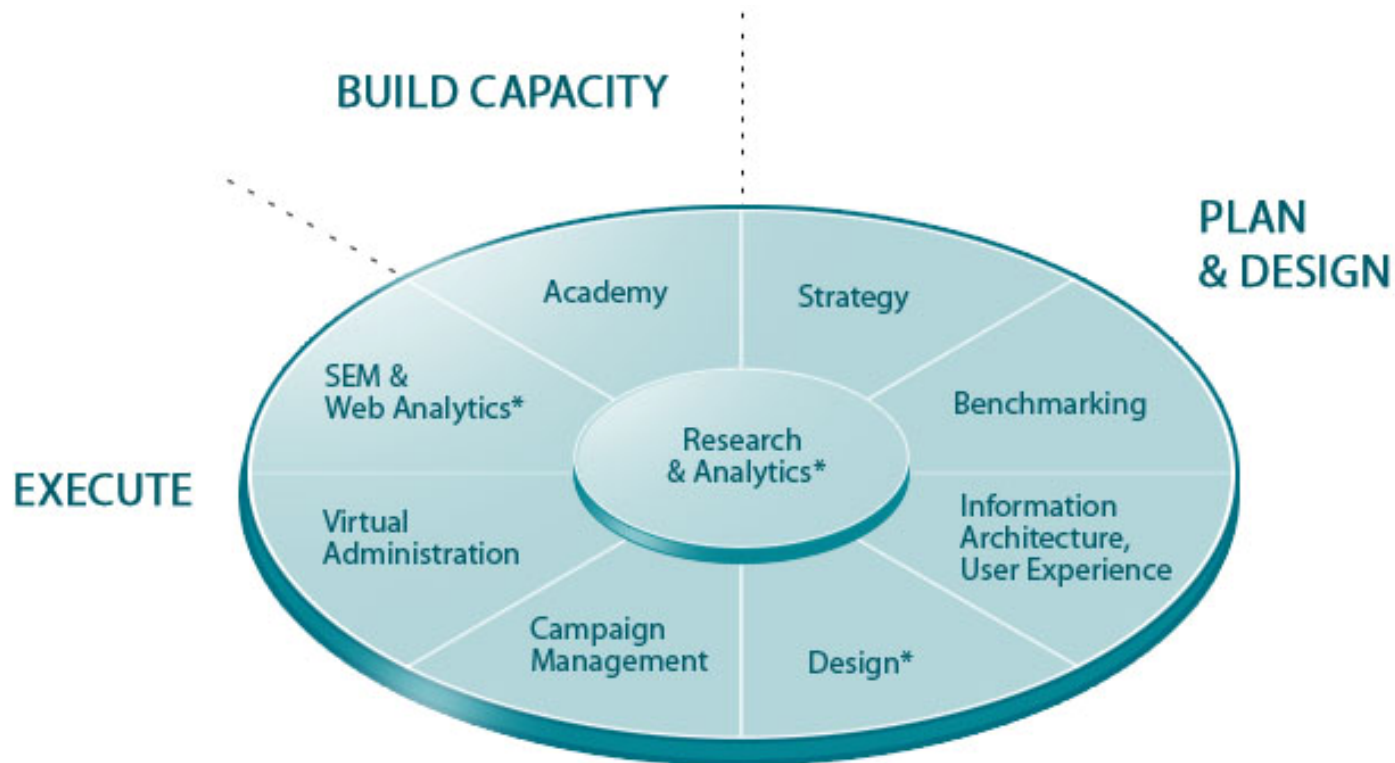 BUILD CAPACITY
PLAN
& DESIGN
Academy
Strategy
SEM &
Web Analytics*
Benchmarking
Research
& Analytics*
EXECUTE
Virtual
Administration
Information
Architecture,
User Experience
Campaign
Management
Design*